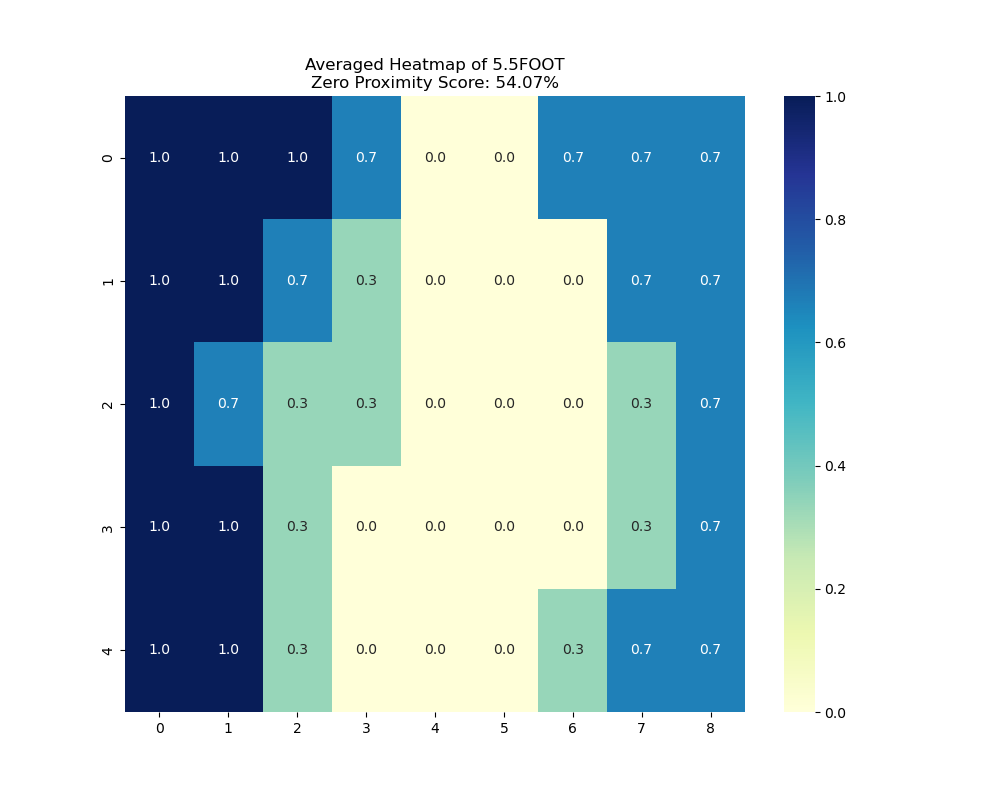 Averaged Heatmap of 5.5FOOT
Zero Proximity Score: 54.07%
0 1.0 1.0 1.0 0.7 0.0 0.0 0.7 0.7 0.7
1 1.0 1.0 0.7 0.3 0.0 0.0 0.0 0.7 0.7
2 1.0 0.7 0.3 0.3 0.0 0.0 0.0 0.3 0.7
3 1.0 1.0 0.3 0.0 0.0 0.0 0.0 0.3 0.7
4 1.0 1.0 0.3 0.0 0.0 0.0 0.3 0.7 0.7
0 1 2 3 4 5 6 7 8
1.0
0.8
0.6
0.4
0.2
0.0